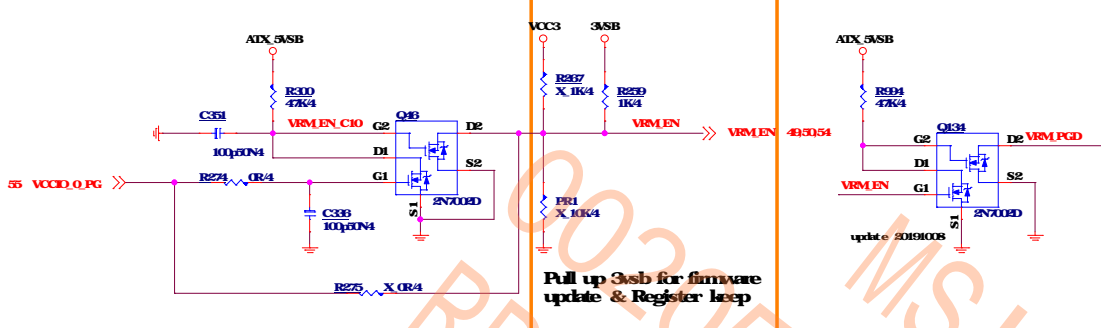 VCC3
3VSB
ATX_5VSB
ATX_5VSB
R300
47K/4
R267
X_1K/4
R259
1K/4
R994
47K/4
C351
100p50N4
VRM_EN_C10
Q46
G2
D2
D1
S2
G1
S1
2N7002D
VRM_EN
VRM_EN 49,50,54
Q134
G2
D2
VRM_PGD
D1
S2
VRM_EN
G1
S1
2N7002D
update 20191008
55 VCCIO_0_PG
R274
0R/4
C336
100p50N4
PR1
X_10K/4
R275
X_0R/4
Pull up 3vsb for firmware
update & Register keep